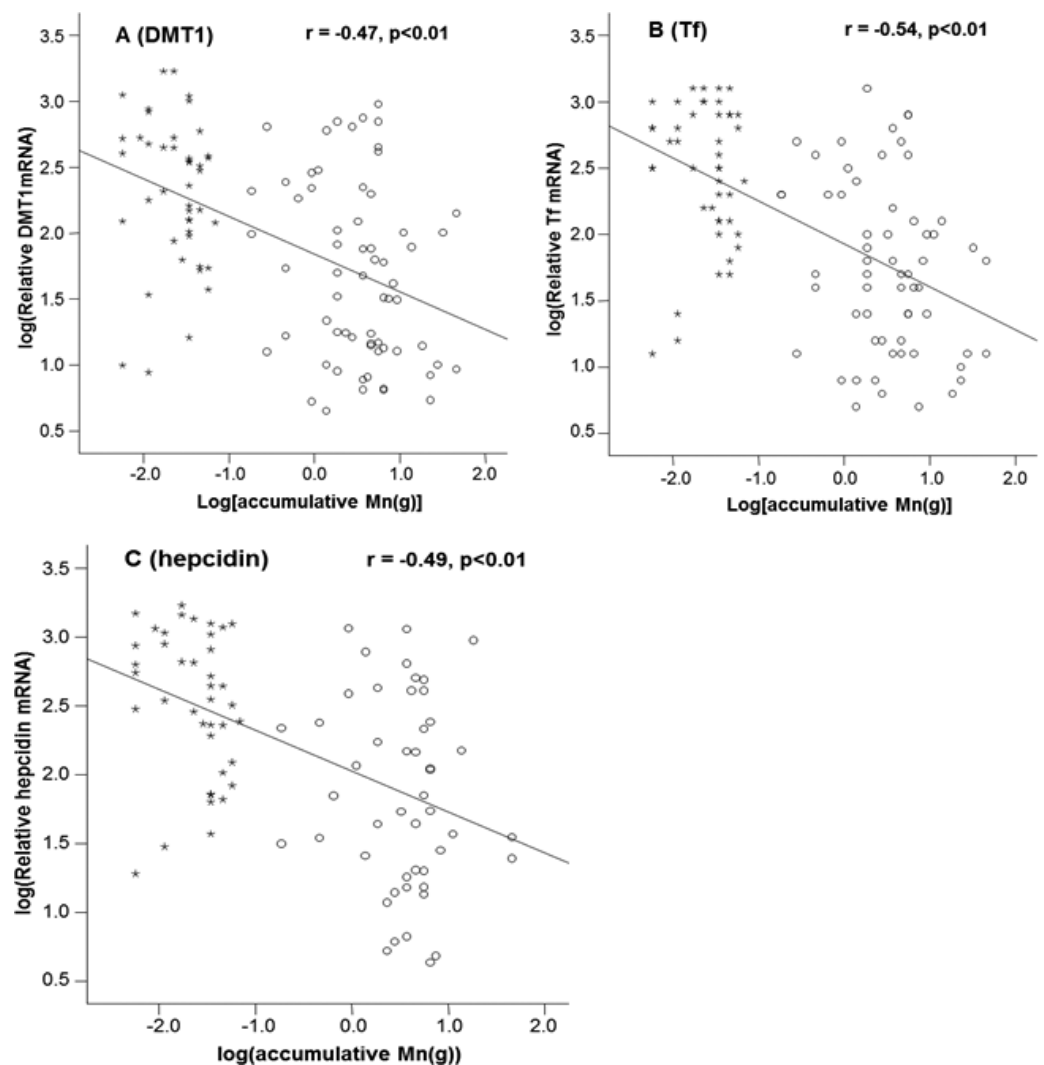 A (DMT1)
r = -0.47, p<0.01
log(Relative DMT1mRNA)
3.5
3.0
2.5
2.0
1.5
1.0
0.5
-2.0 -1.0 0.0 1.0 2.0
Log[accumulative Mn(g)]
B (Tf)
r = -0.54, p<0.01
log(Relative Tf mRNA)
3.5
3.0
2.5
2.0
1.5
1.0
0.5
-2.0 -1.0 0.0 1.0 2.0
Log[accumulative Mn(g)]
C (hepcidin)
r = -0.49, p<0.01
log(Relative hepcidin mRNA)
3.5
3.0
2.5
2.0
1.5
1.0
0.5
-2.0 -1.0 0.0 1.0 2.0
log(accumulative Mn(g))